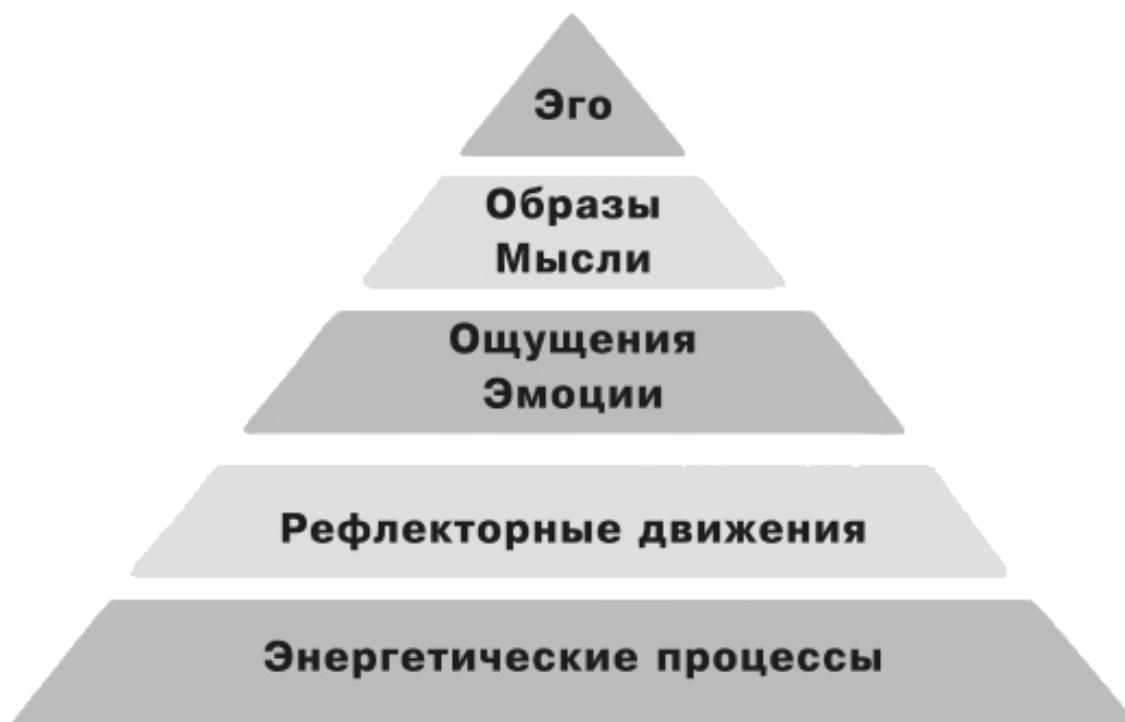 Эго
Образы
Мысли
Ощущения
Эмоции
Рефлекторные движения
Энергетические процессы